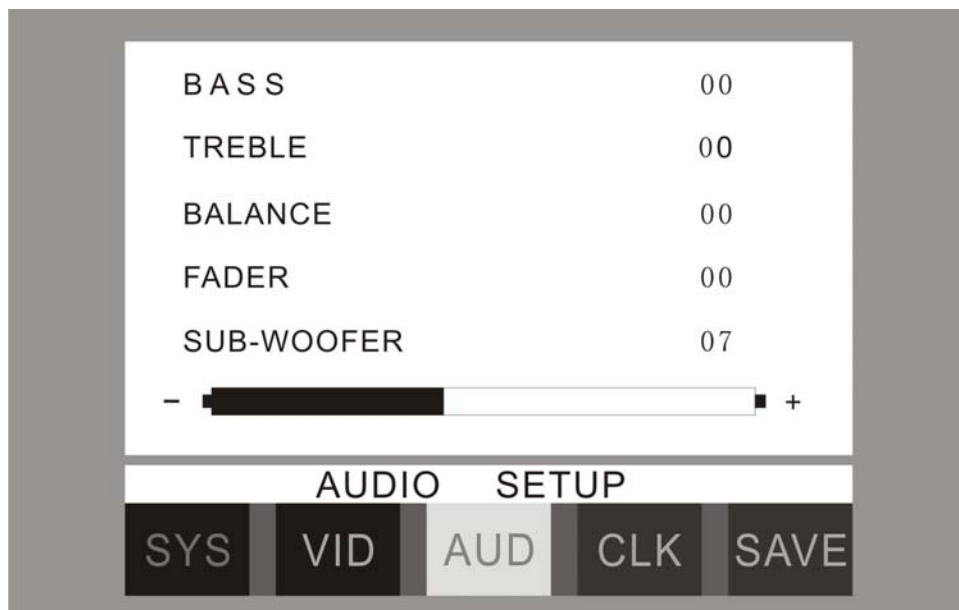 BASS 00
TREBLE 00
BALANCE 00
FADER 00
SUB-WOOFER 07
- +
AUDIO SETUP
SYS VID AUD CLK SAVE